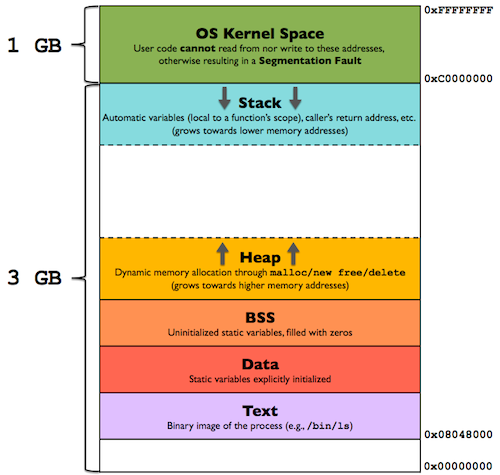 0xFFFFFFFF
1 GB
OS Kernel Space
User code cannot read from nor write to these addresses,
otherwise resulting in a Segmentation Fault
0xC0000000
Stack
Automatic variables (local to a function's scope), caller's return address, etc.
(grows towards lower memory addresses)
3 GB
Heap
Dynamic memory allocation through malloc/new free/delete
(grows towards higher memory addresses)
BSS
Uninitialized static variables, filled with zeros
Data
Static variables explicitly initialized
Text
Binary image of the process (e.g., /bin/ls)
0x08048000
0x00000000